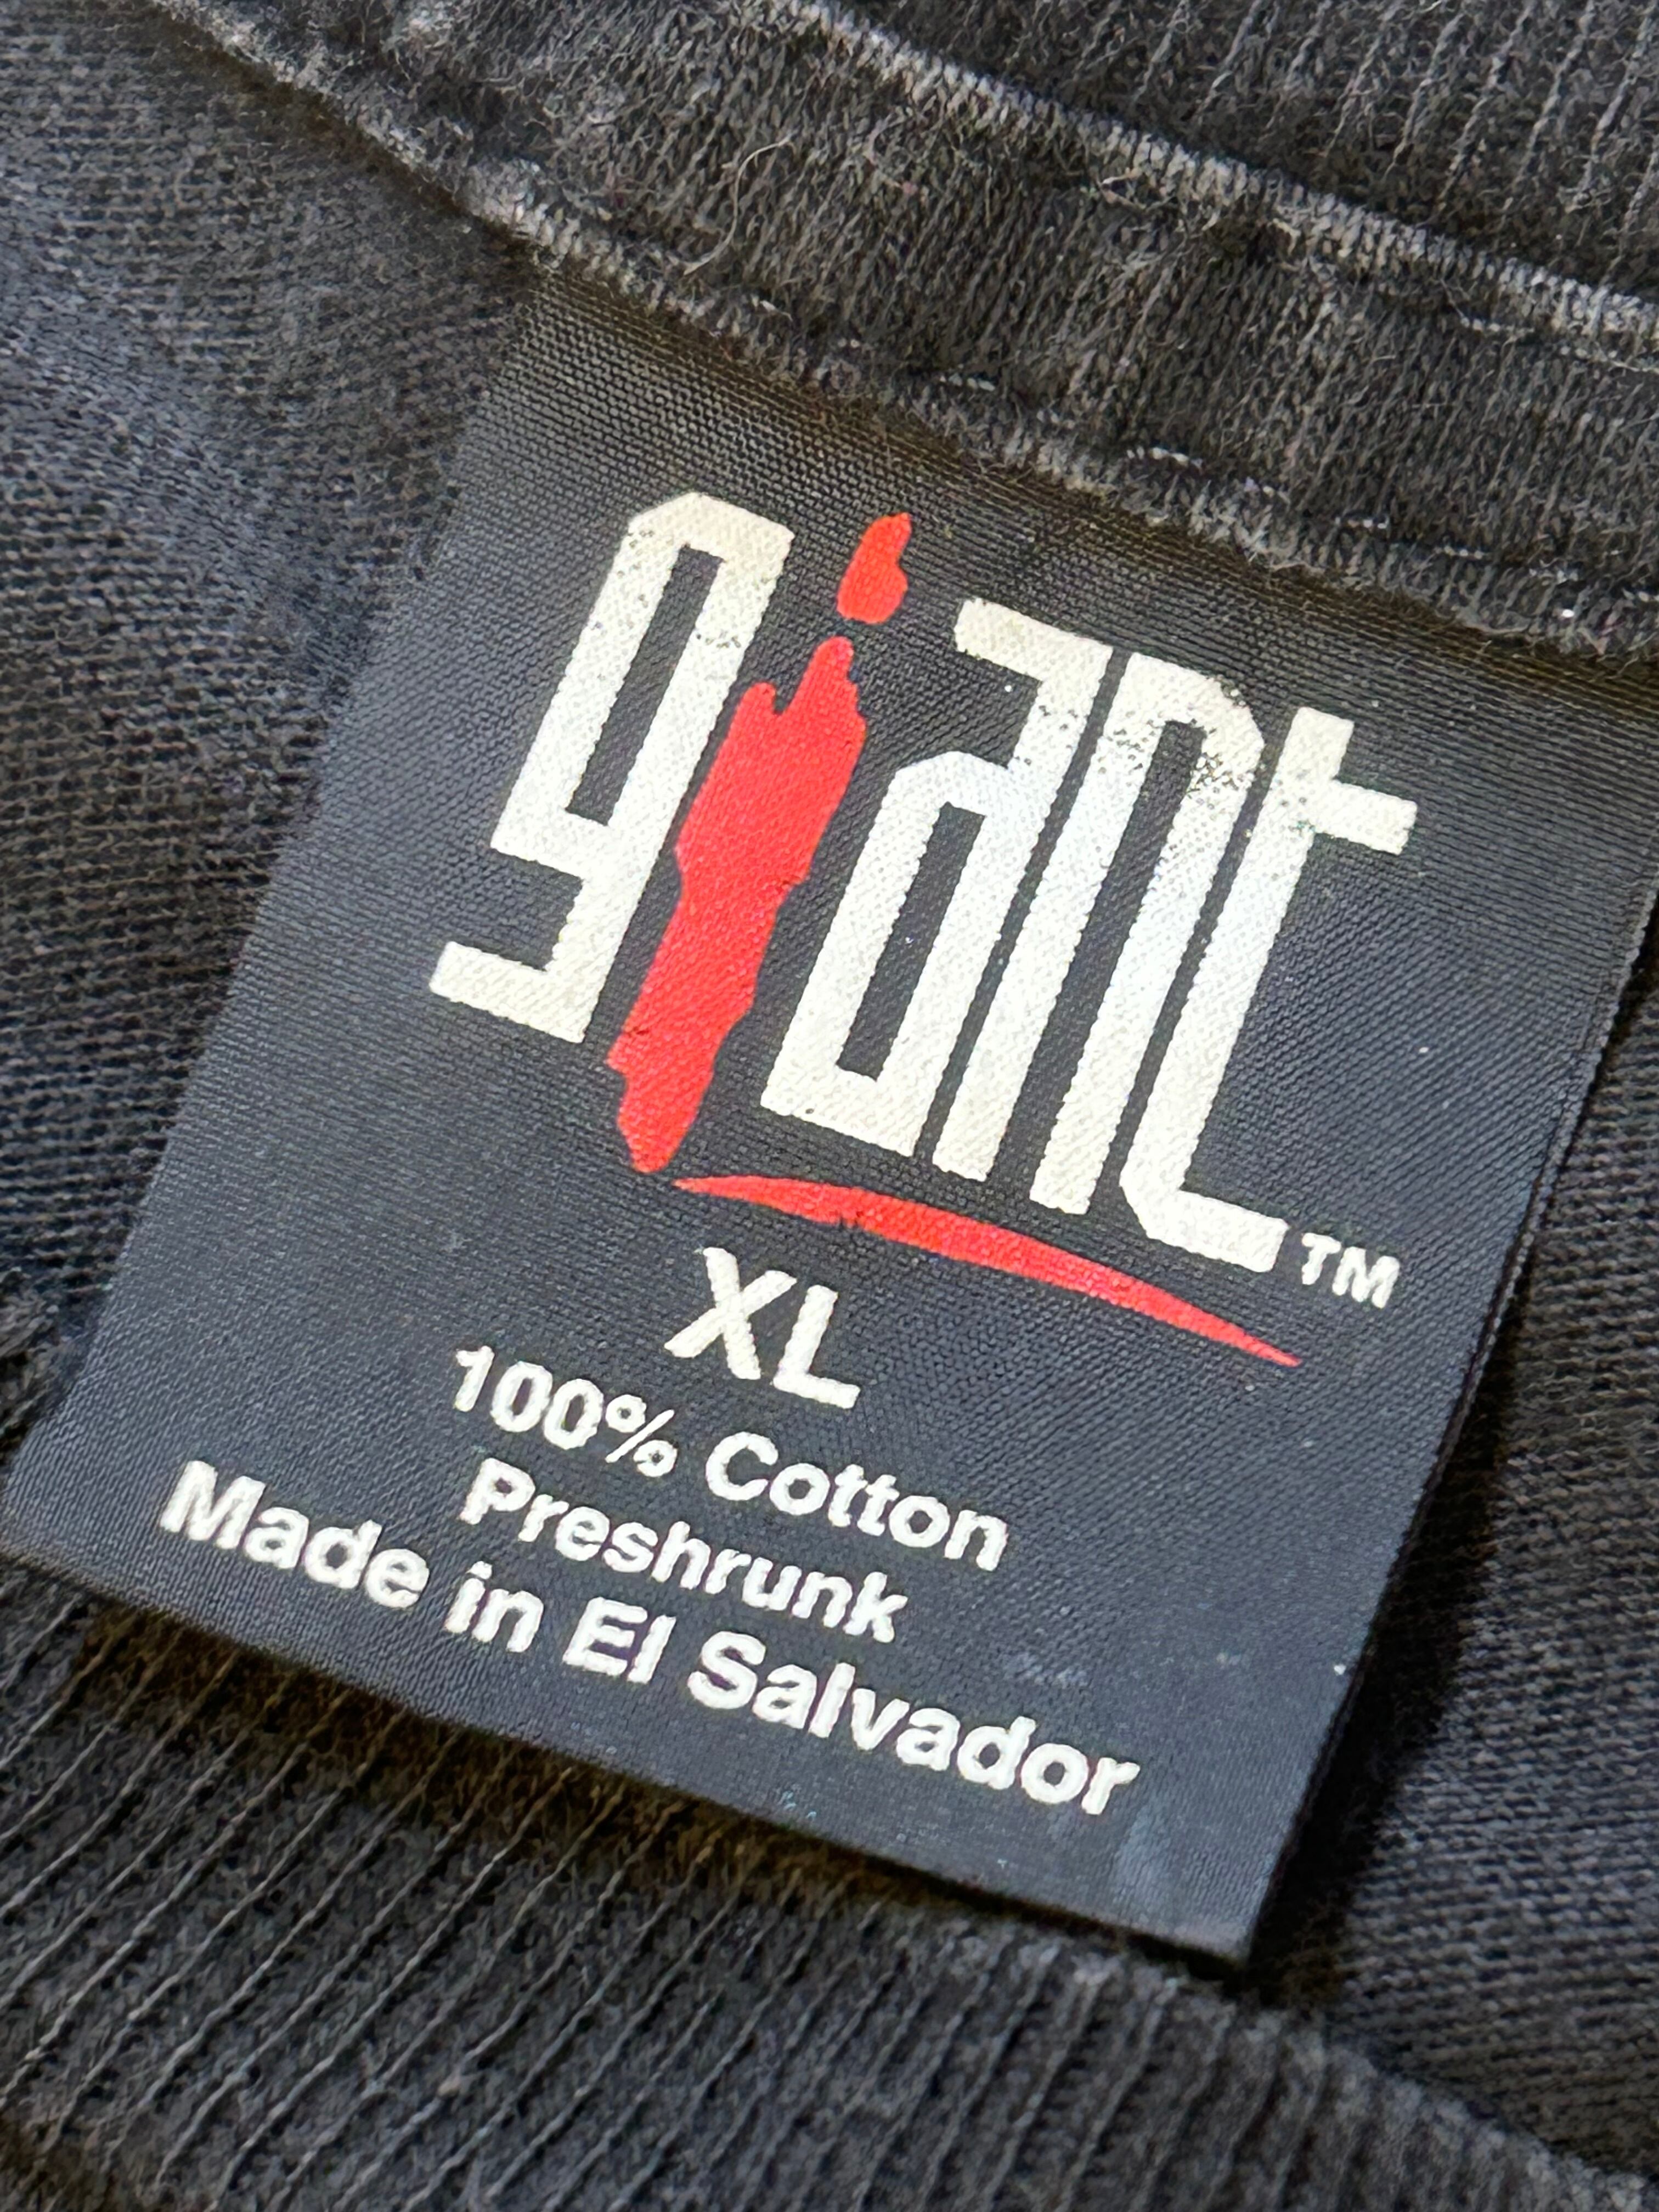 giant™
XL
100% Cotton
Preshrunk
Made in El Salvador